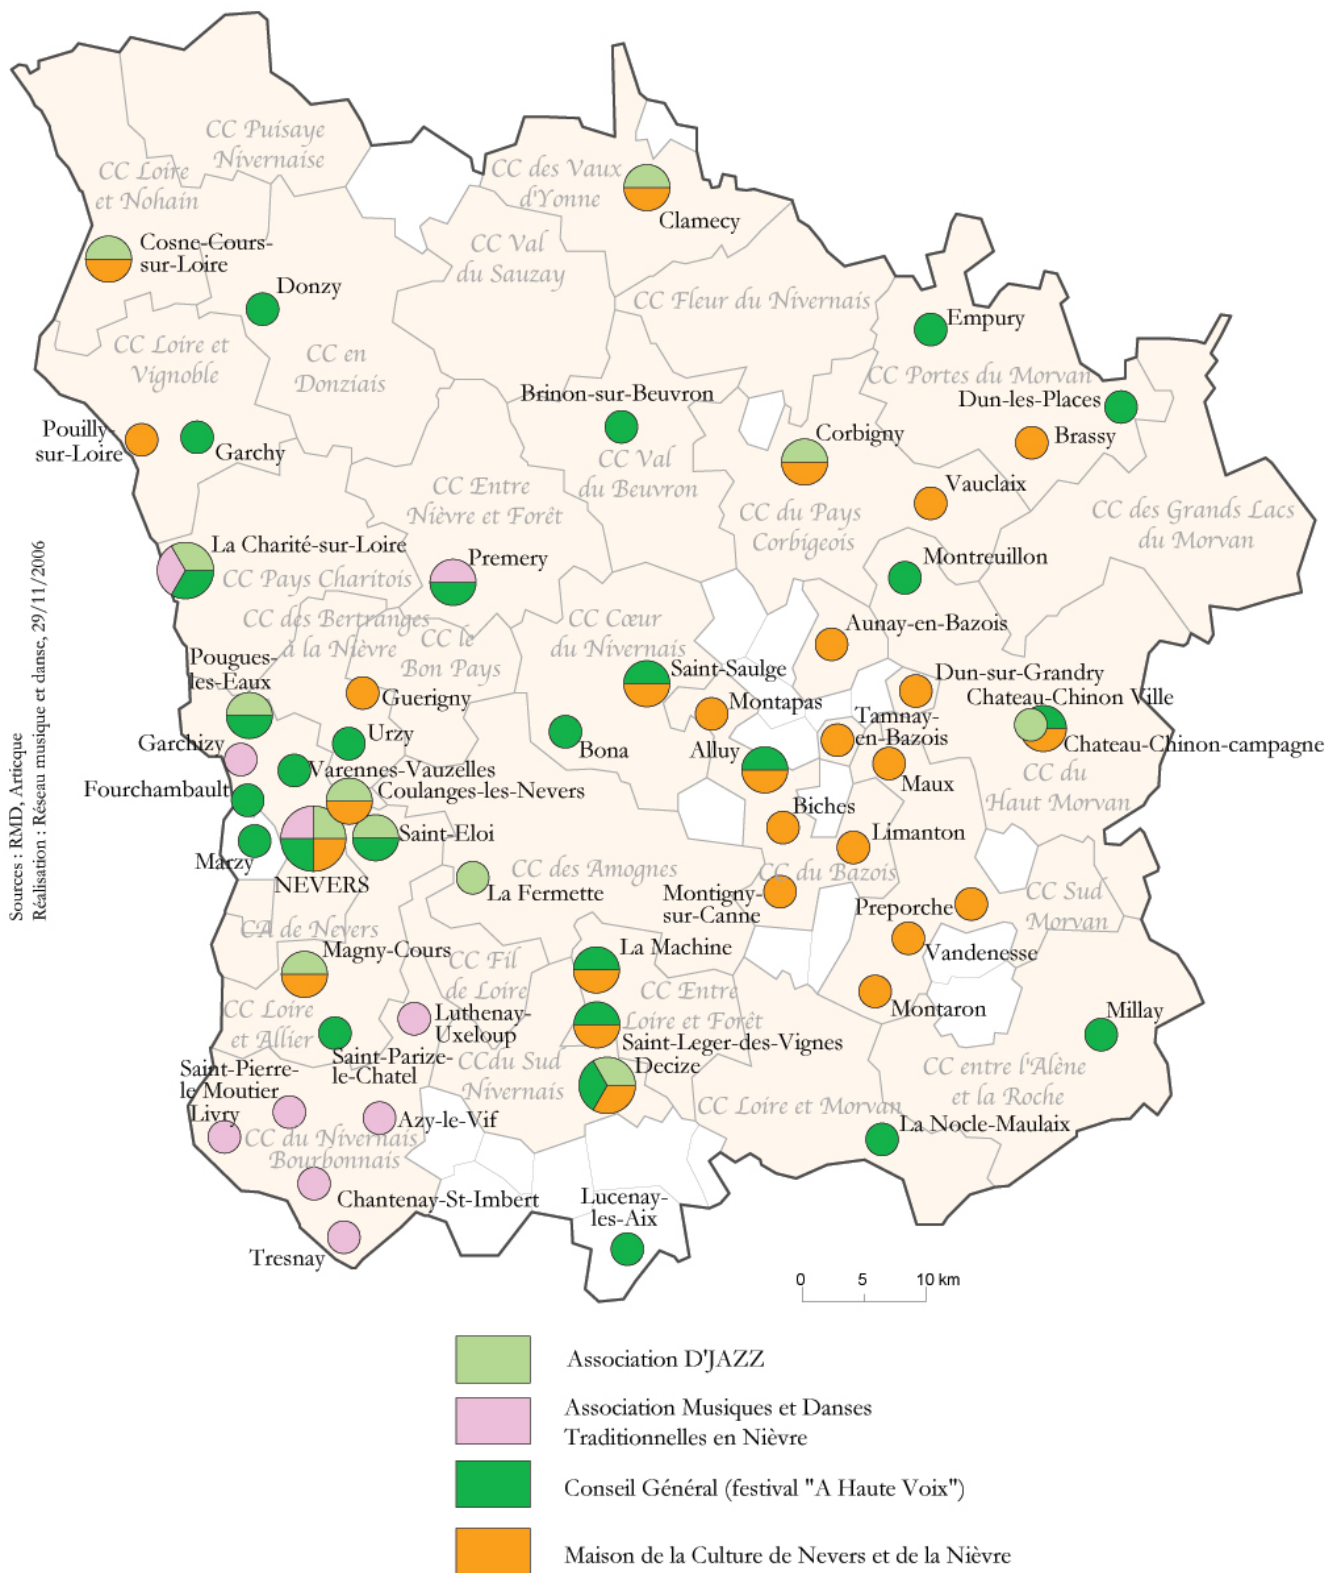 CC Puisaye
Nivernaise
CC Loire
et Nohain
CC des Vaux
d'Yonne
Clamecy
Cosne-Cours-
sur-Loire
CC Val
du Sauzay
Donzy
CC Fleur du Nivernais
Empury
CC Loire et
Vignoble
CC en
Donziais
CC Portes du Morvan
Brinon-sur-Beuvron
Dun-les-Places
Pouilly-
sur-Loire
Garchy
Corbigny
Brassy
CC Val
du Beuvron
CC Entre
Nièvre et Forêt
Vauclaix
CC du Pays
Corbigeois
CC des Grands Lacs
du Morvan
La Charité-sur-Loire
CC Pays Charitois
Premery
Montreuillon
CC des Bertranges
à la Nièvre
CC le
Bon Pays
CC Cœur
du Nivernais
Aunay-en-Bazois
Pougues-
les-Eaux
Saint-Saulge
Dun-sur-Grandry
Guerigny
Montapas
Chateau-Chinon Ville
Tamnay-
en-Bazois
Garchizy
Urzy
Bona
Alluy
Chateau-Chinon-campagne
Varennes-Vauzelles
Maux
CC du
Haut Morvan
Fourchambault
Coulanges-les-Nevers
Biches
Saint-Eloi
Limanton
Marzy
NEVERS
CC des Amognes
CC du Bazois
La Fermette
Montigny-
sur-Canne
CC Sud
Morvan
Preporche
CA de Nevers
Magny-Cours
La Machine
Vandenesse
CC Fil
de Loire
CC Entre
Loire et Forêt
CC Loire
et Allier
Luthenay-
Uxeloup
Montaron
Millay
Saint-Parize-
le-Chatel
Saint-Leger-des-Vignes
Saint-Pierre-
le Moutier
CCdu Sud
Nivernais
Decize
CC entre l'Alène
et la Roche
Livry
Azy-le-Vif
CC Loire et Morvan
La Nocle-Maulaix
CC du Nivernais
Bourbonnais
Chantenay-St-Imbert
Lucenay-
les-Aix
Tresnay
0 5 10 km
Sources : RMD, Articque
Réalisation : Réseau musique et danse, 29/11/2006
Association D'JAZZ
Association Musiques et Danses
Traditionnelles en Nièvre
Conseil Général (festival "A Haute Voix")
Maison de la Culture de Nevers et de la Nièvre